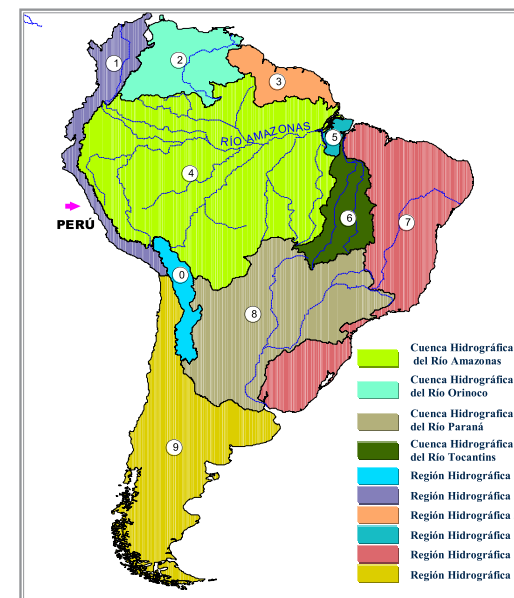 1
2
3
RÍO AMAZONAS
5
4
PERÚ
6
7
0
8
9
Cuenca Hidrográfica
del Río Amazonas
Cuenca Hidrográfica
del Río Orinoco
Cuenca Hidrografica
del Río Paraná
Cuenca Hidrográfica
del Río Tocantins
Región Hidrográfica
Región Hidrográfica
Región Hidrográfica
Región Hidrográfica
Región Hidrográfica
Región Hidrográfica